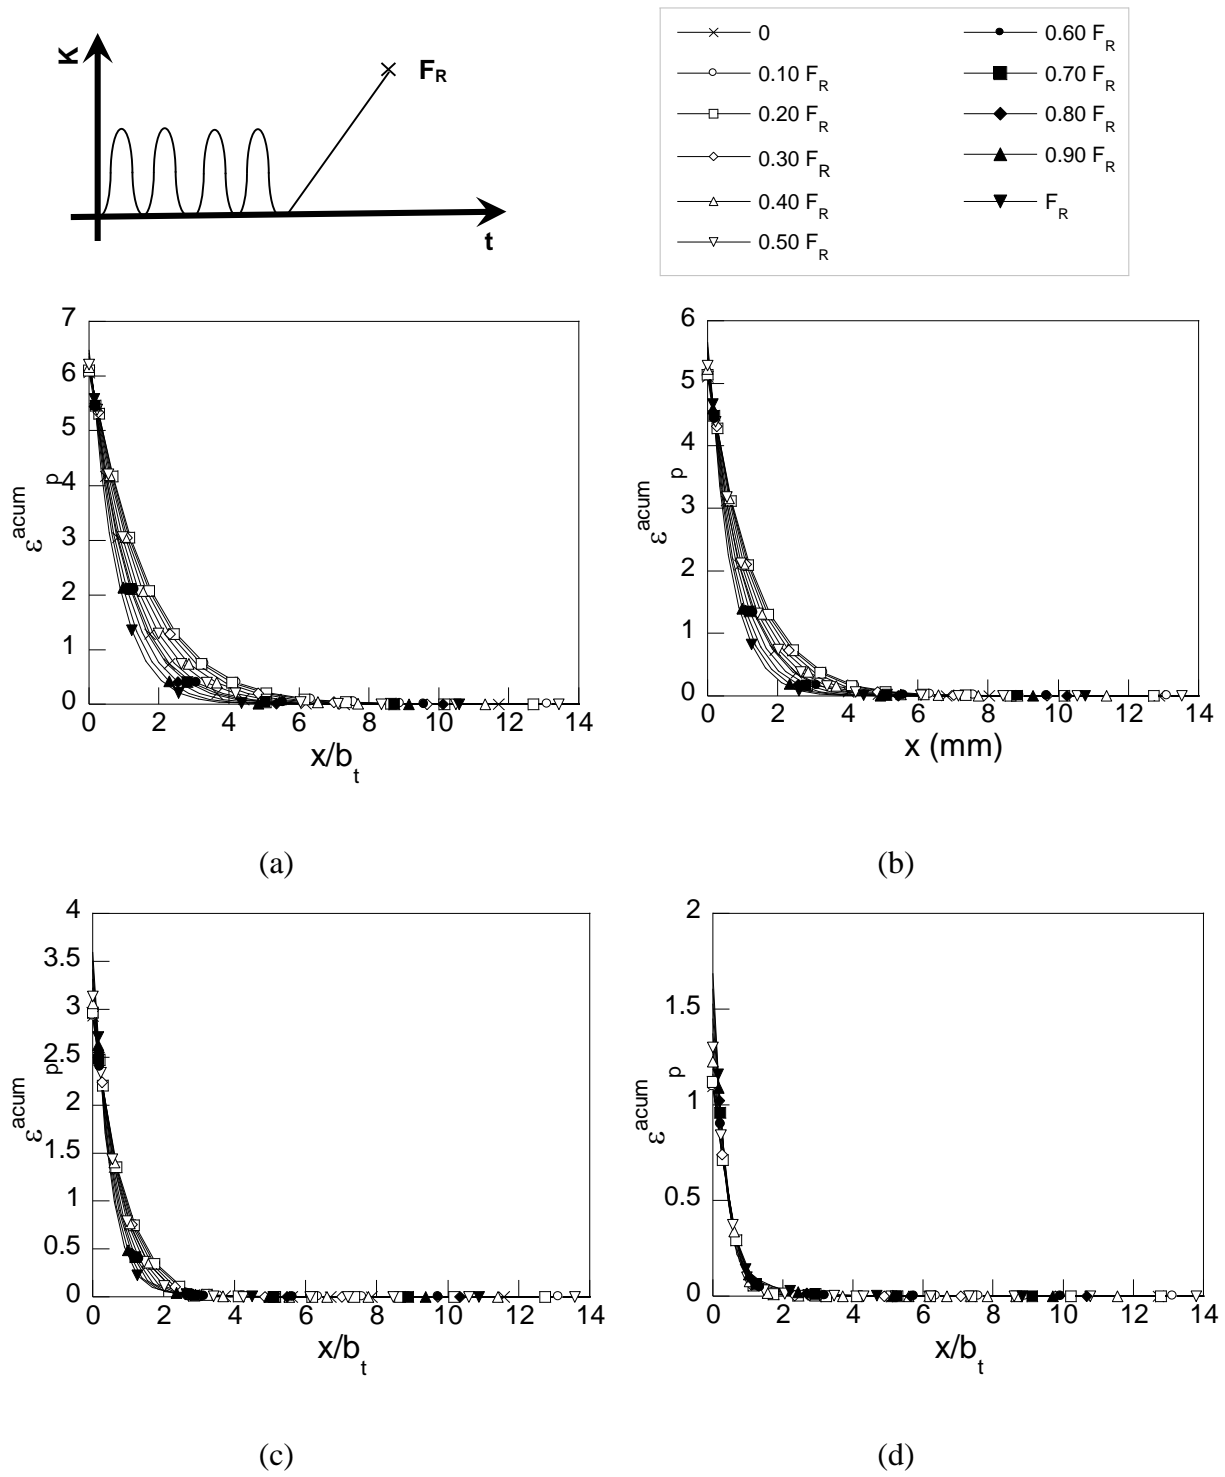 K
F_R
t
0
0.10 F_R
0.20 F_R
0.30 F_R
0.40 F_R
0.50 F_R
0.60 F_R
0.70 F_R
0.80 F_R
0.90 F_R
F_R
7
6
5
4
3
2
1
0
ε^acum_p
0 2 4 6 8 10 12 14
x/b_t
(a)
6
5
4
3
2
1
0
ε^acum_p
0 2 4 6 8 10 12 14
x (mm)
(b)
4
3.5
3
2.5
2
1.5
1
0.5
0
ε^acum_pl
0 2 4 6 8 10 12 14
x/b_t
(c)
2
1.5
1
0.5
0
ε^acum_p
0 2 4 6 8 10 12 14
x/b_t
(d)